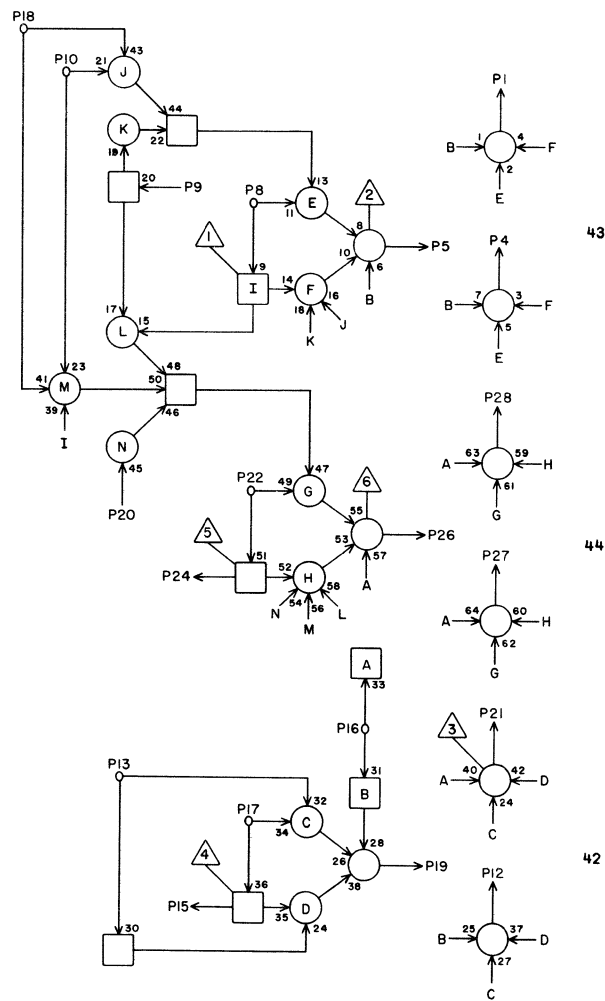 P18
43
P10
21
J
44
K
22
19
20
P9
P1
1
4
B
F
2
E
43
P8
13
E
11
2
8
10
6
P5
B
1
9
I
14
F
16
18
J
K
P4
7
3
B
F
5
E
17
15
L
48
50
46
23
41
M
39
I
N
45
P20
P28
63
59
A
H
61
G
P22
49
47
G
6
55
53
57
P26
A
5
51
P24
52
H
58
54
56
N
M
L
44
P27
64
60
A
H
62
G
A
33
P16
31
B
28
P13
P17
32
C
34
26
38
P19
4
36
P15
35
D
24
30
3
P21
40
42
A
D
24
C
42
P12
25
37
B
D
27
C